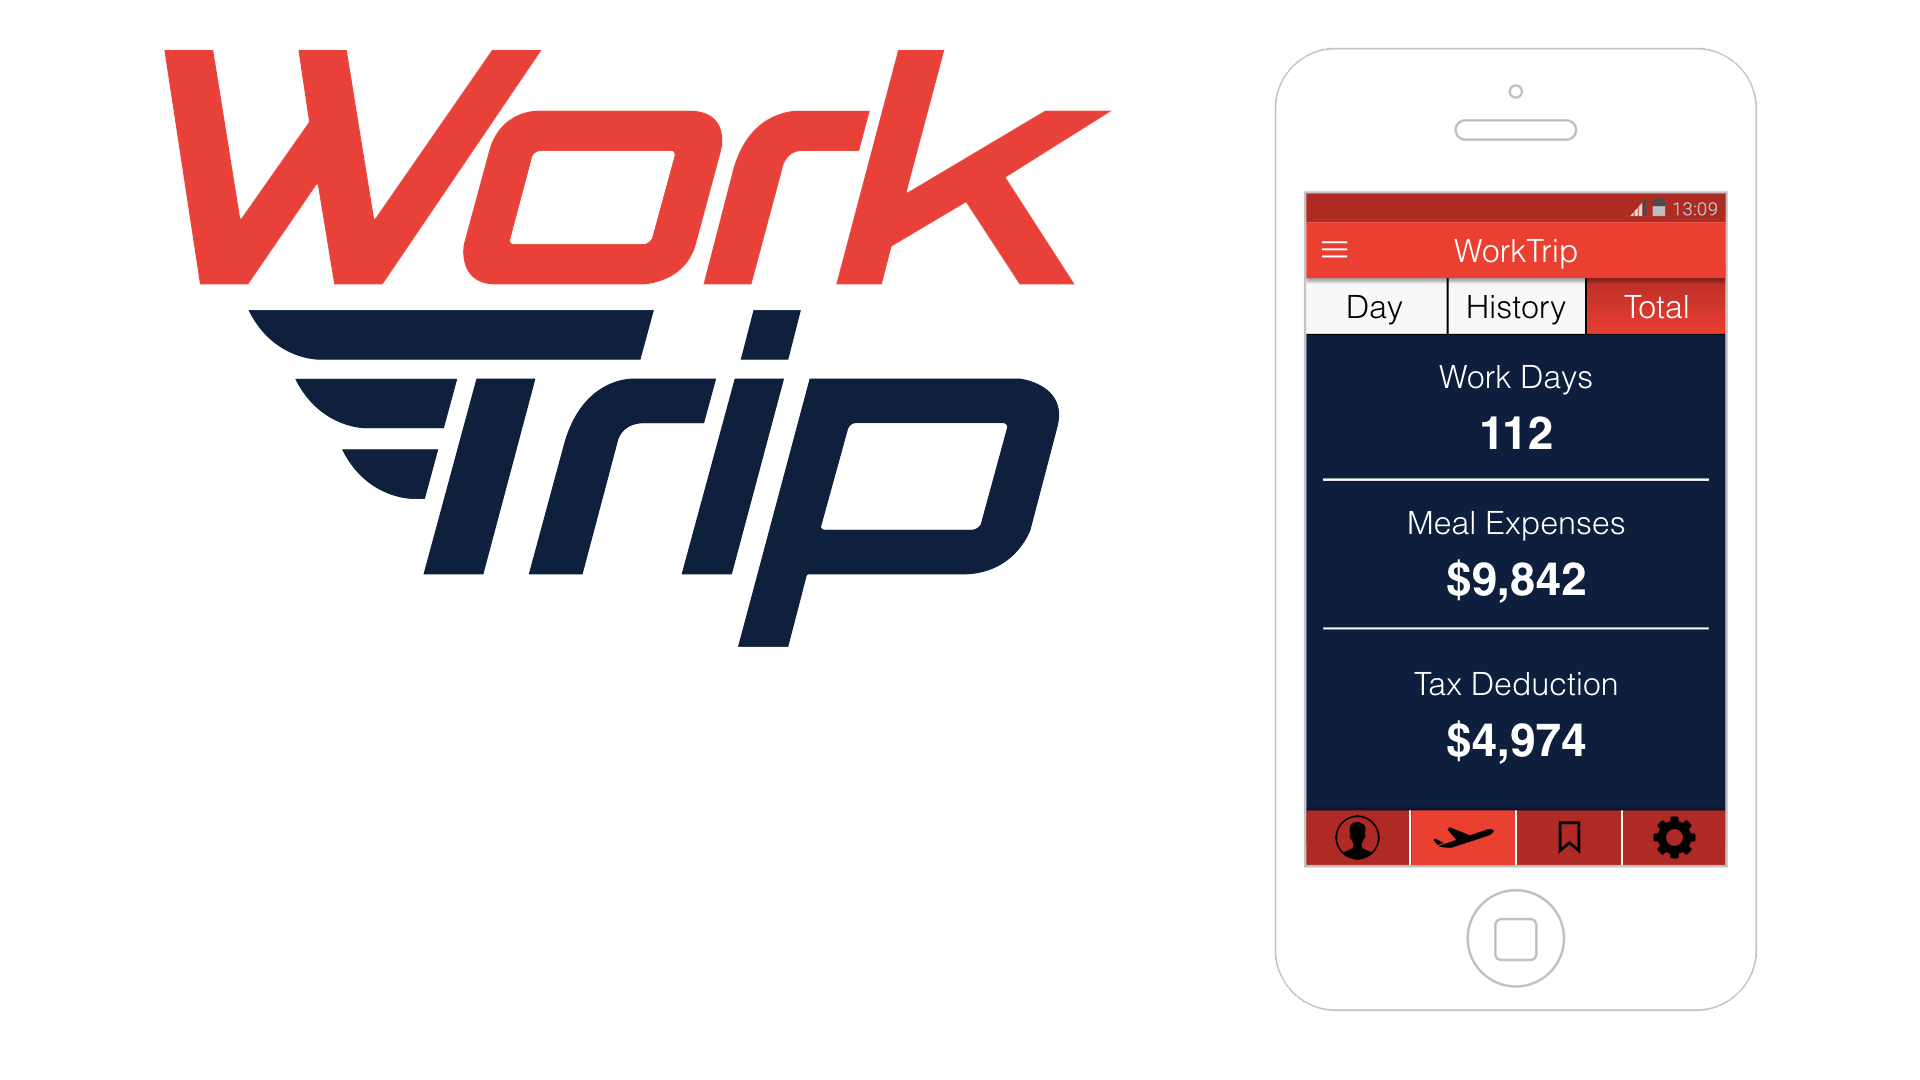 Work
Trip
13:09
WorkTrip
Day
History
Total
Work Days
112
Meal Expenses
$9,842
Tax Deduction
$4,974